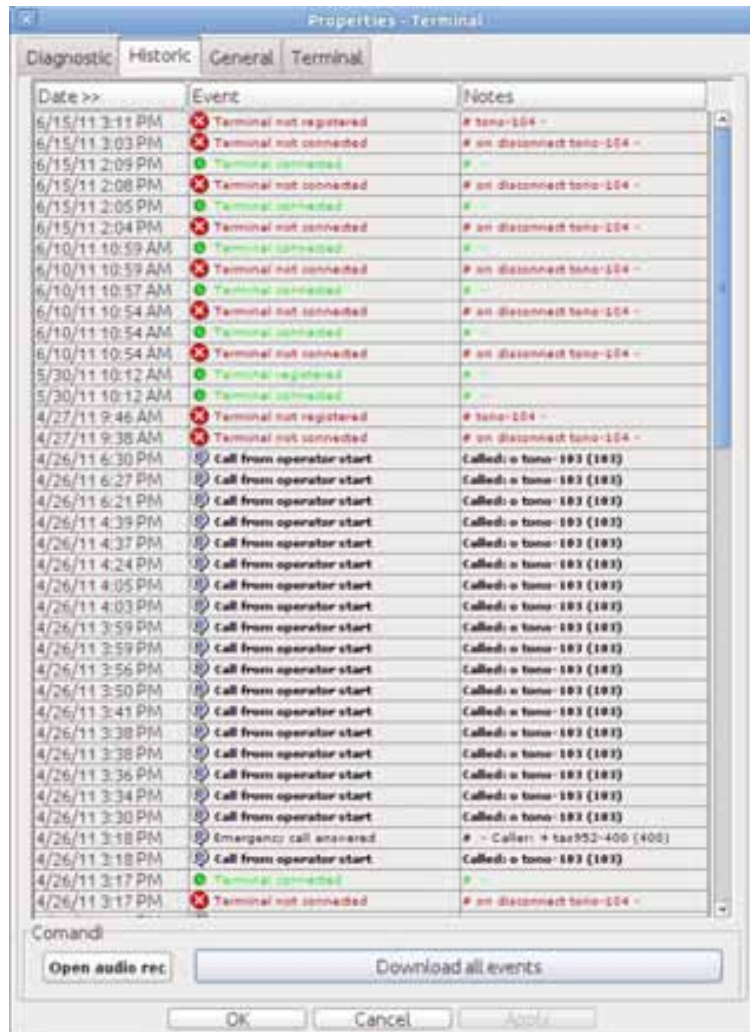 Properties - Terminal
Diagnostic Historic General Terminal
Date >> Event Notes
6/15/11 3:11 PM Terminal not registered # tono-104 -
6/15/11 3:03 PM Terminal not connected # on disconnect tono-104 -
6/15/11 2:09 PM Terminal connected # -
6/15/11 2:08 PM Terminal not connected # on disconnect tono-104 -
6/15/11 2:05 PM Terminal connected # -
6/15/11 2:04 PM Terminal not connected # on disconnect tono-104 -
6/10/11 10:59 AM Terminal connected # -
6/10/11 10:59 AM Terminal not connected # on disconnect tono-104 -
6/10/11 10:57 AM Terminal connected # -
6/10/11 10:54 AM Terminal not connected # on disconnect tono-104 -
6/10/11 10:54 AM Terminal connected # -
6/10/11 10:54 AM Terminal not connected # on disconnect tono-104 -
5/30/11 10:12 AM Terminal registered # -
5/30/11 10:12 AM Terminal connected # -
4/27/11 9:46 AM Terminal not registered # tono-104 -
4/27/11 9:38 AM Terminal not connected # on disconnect tono-104 -
4/26/11 6:30 PM Call from operator start Called: o tono-103 (103)
4/26/11 6:27 PM Call from operator start Called: o tono-103 (103)
4/26/11 6:21 PM Call from operator start Called: o tono-103 (103)
4/26/11 4:39 PM Call from operator start Called: o tono-103 (103)
4/26/11 4:37 PM Call from operator start Called: o tono-103 (103)
4/26/11 4:24 PM Call from operator start Called: o tono-103 (103)
4/26/11 4:05 PM Call from operator start Called: o tono-103 (103)
4/26/11 4:03 PM Call from operator start Called: o tono-103 (103)
4/26/11 3:59 PM Call from operator start Called: o tono-103 (103)
4/26/11 3:59 PM Call from operator start Called: o tono-103 (103)
4/26/11 3:56 PM Call from operator start Called: o tono-103 (103)
4/26/11 3:50 PM Call from operator start Called: o tono-103 (103)
4/26/11 3:41 PM Call from operator start Called: o tono-103 (103)
4/26/11 3:38 PM Call from operator start Called: o tono-103 (103)
4/26/11 3:38 PM Call from operator start Called: o tono-103 (103)
4/26/11 3:36 PM Call from operator start Called: o tono-103 (103)
4/26/11 3:34 PM Call from operator start Called: o tono-103 (103)
4/26/11 3:30 PM Call from operator start Called: o tono-103 (103)
4/26/11 3:18 PM Emergency call answered # - Caller: + tas952-400 (400)
4/26/11 3:18 PM Call from operator start Called: o tono-103 (103)
4/26/11 3:17 PM Terminal connected # -
4/26/11 3:17 PM Terminal not connected # on disconnect tono-104 -
Comandi
Open audio rec Download all events
OK Cancel Apply